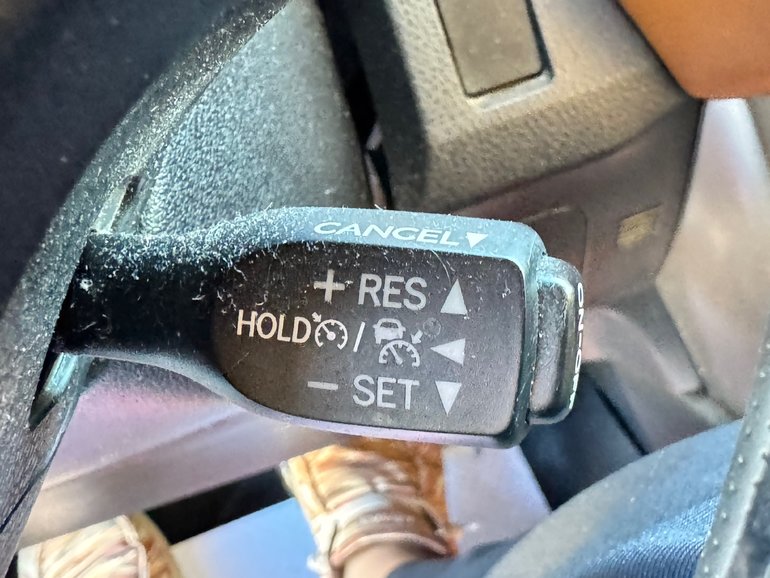 CANCEL▼
+ RES ▲
HOLD / ◀
− SET ▼